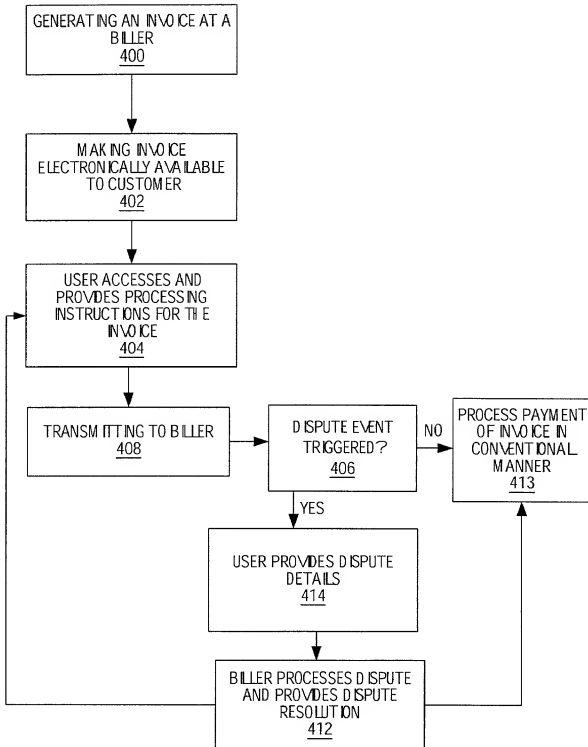 GENERATING AN INVOICE AT A
BILLER
400
MAKING INVOICE
ELECTRONICALLY AVAILABLE
TO CUSTOMER
402
USER ACCESSES AND
PROVIDES PROCESSING
INSTRUCTIONS FOR THE
INVOICE
404
TRANSMITTING TO BILLER
408
DISPUTE EVENT
TRIGGERED?
406
NO
PROCESS PAYMENT
OF INVOICE IN
CONVENTIONAL
MANNER
413
YES
USER PROVIDES DISPUTE
DETAILS
414
BILLER PROCESSES DISPUTE
AND PROVIDES DISPUTE
RESOLUTION
412